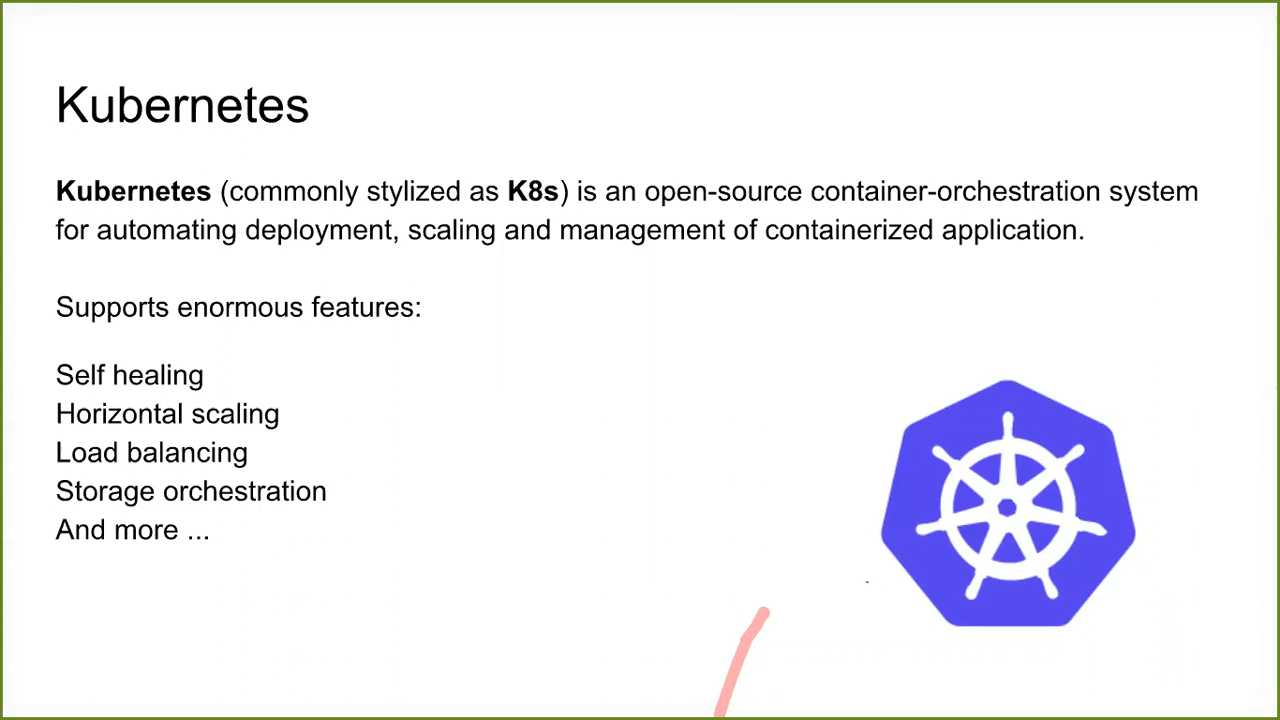 Kubernetes
Kubernetes (commonly stylized as K8s) is an open-source container-orchestration system
for automating deployment, scaling and management of containerized application.
Supports enormous features:
Self healing
Horizontal scaling
Load balancing
Storage orchestration
And more ...